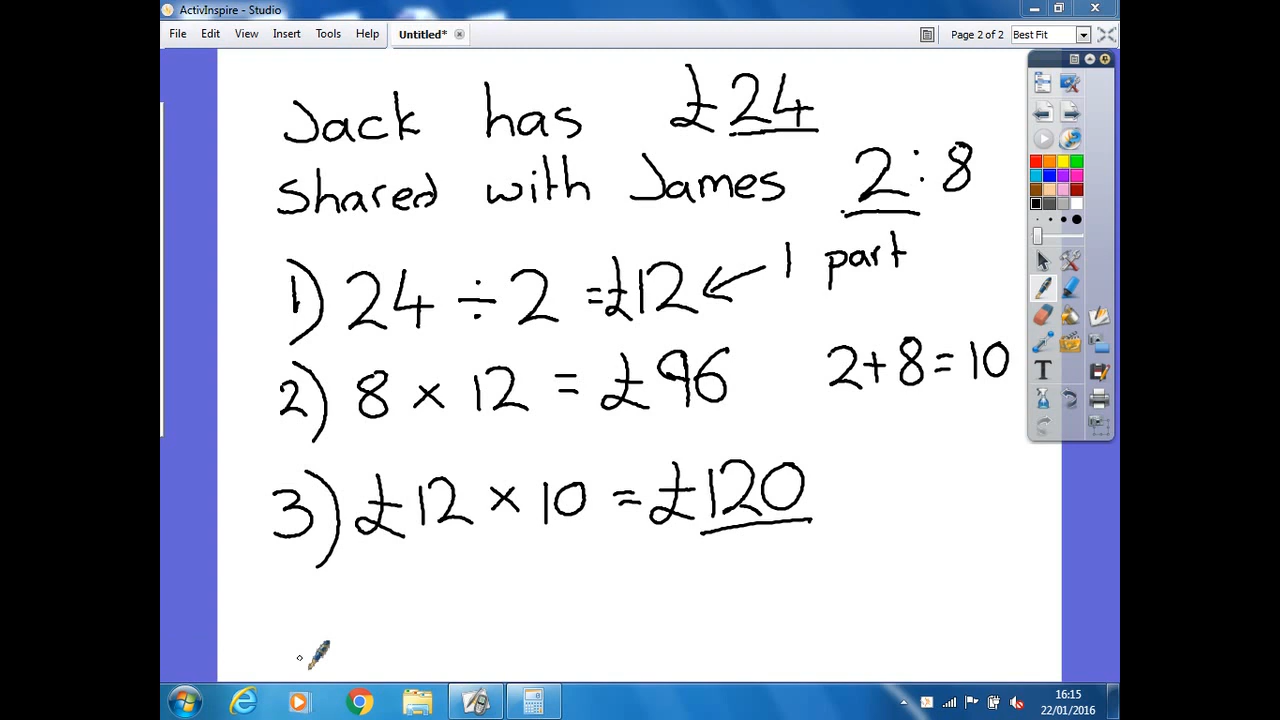 ActivInspire - Studio
File Edit View Insert Tools Help Untitled* Page 2 of 2 Best Fit
Jack has £24
shared with James 2:8
1) 24 ÷ 2 = £12 ← 1 part
2) 8 × 12 = £96 2+8=10
3) £12 × 10 = £120
T
16:15
22/01/2016